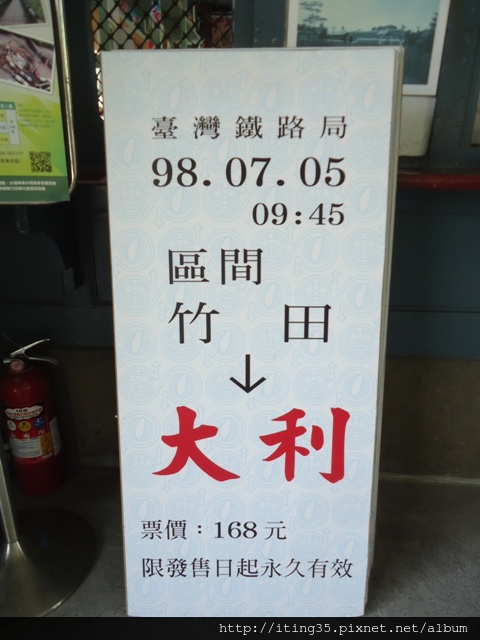 臺灣鐵路局
98.07.05
09:45
區間
竹 田
↓
大利
票價：168元
限發售日起永久有效
http://iting35.pixnet.net/album